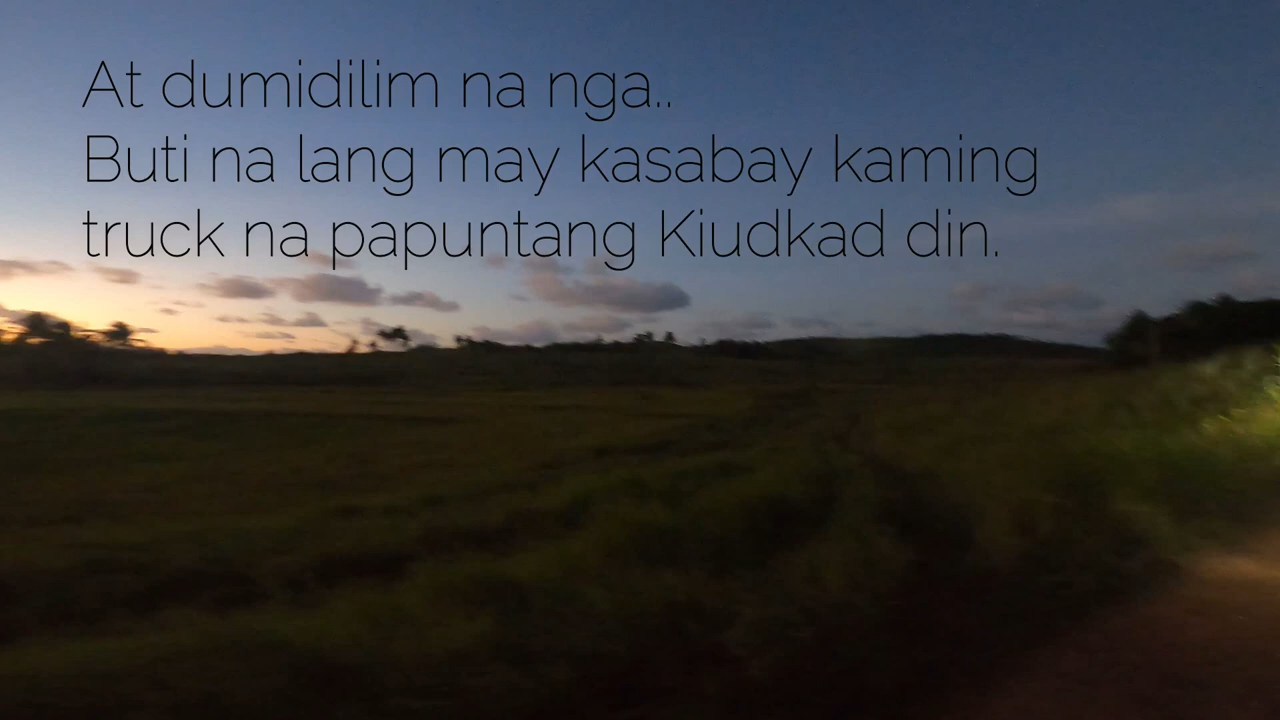 At dumidilim na nga..
Buti na lang may kasabay kaming
truck na papuntang Kiudkad din.